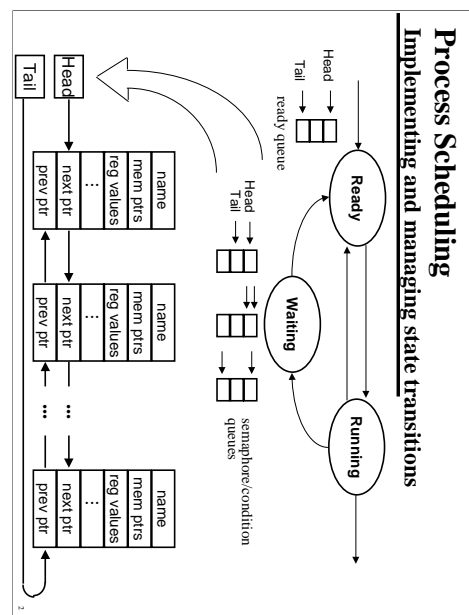 Process Scheduling
Implementing and managing state transitions
Ready
Running
Waiting
Head
Tail
ready queue
Head
Tail
semaphore/condition
queues
Head
Tail
name
mem ptrs
reg values
⋮
next ptr
prev ptr
name
mem ptrs
reg values
⋮
next ptr
prev ptr
...
...
name
mem ptrs
reg values
⋮
next ptr
prev ptr
2